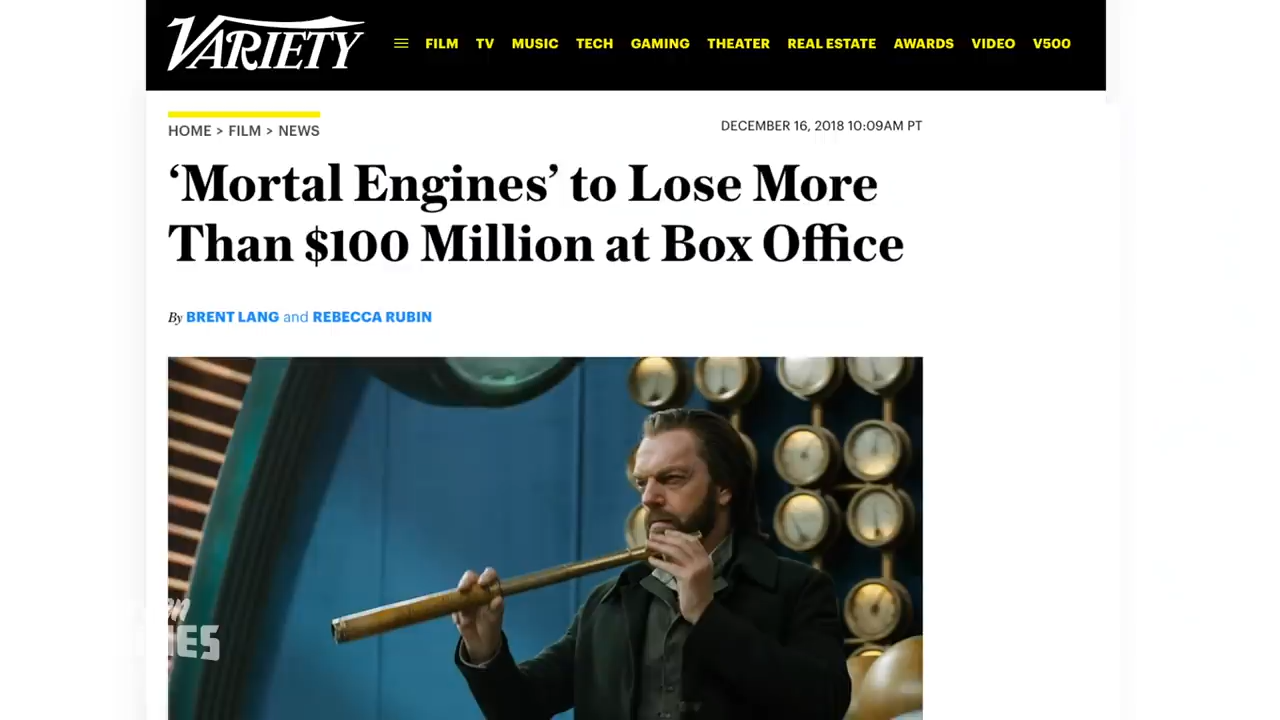 VARIETY
FILM TV MUSIC TECH GAMING THEATER REAL ESTATE AWARDS VIDEO V500
HOME > FILM > NEWS
DECEMBER 16, 2018 10:09AM PT
‘Mortal Engines’ to Lose More
Than $100 Million at Box Office
By BRENT LANG and REBECCA RUBIN